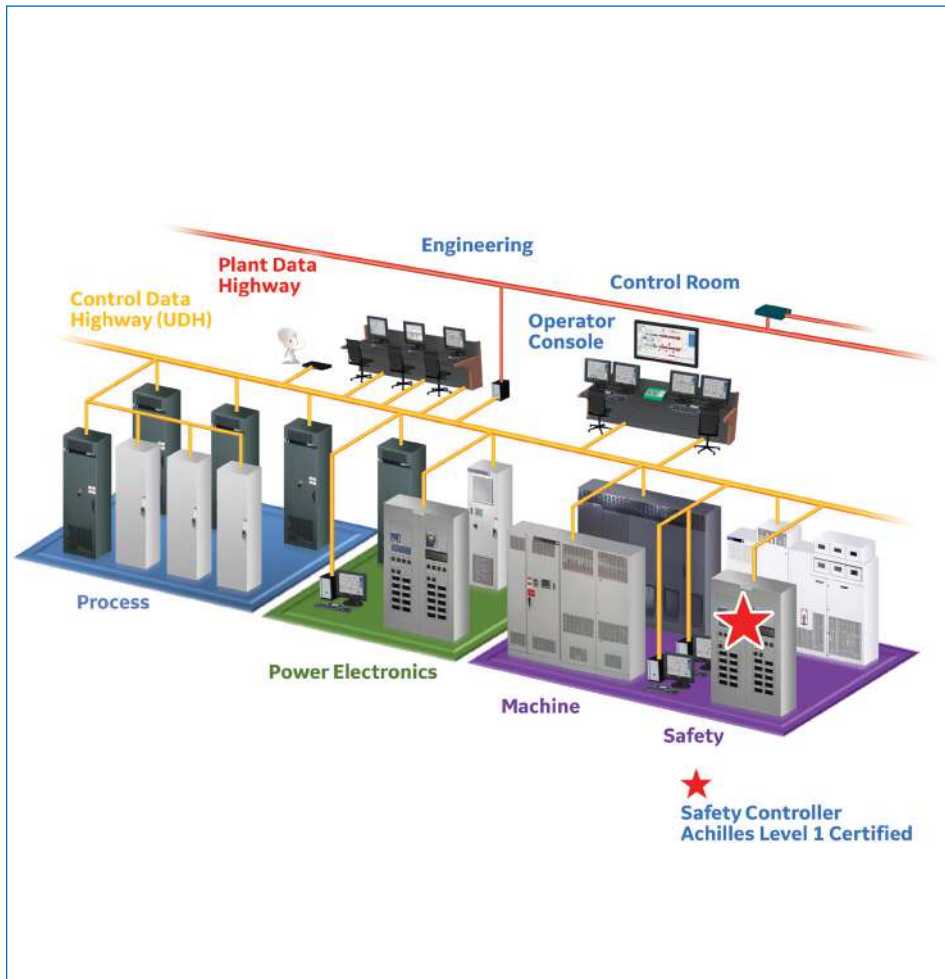 Engineering
Plant Data
Highway
Control Room
Control Data
Highway (UDH)
Operator
Console
Process
Power Electronics
Machine
Safety
Safety Controller
Achilles Level 1 Certified